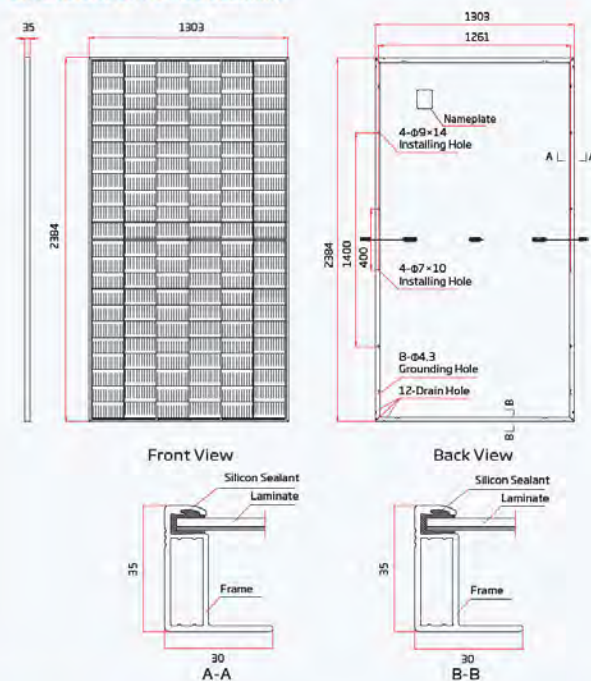 35
1303
2384
Front View
1303
1261
Nameplate
4-Φ9×14
Installing Hole
A
A
2384
1400
400
4-Φ7×10
Installing Hole
8-Φ4.3
Grounding Hole
12-Drain Hole
B
B
Back View
Silicon Sealant
Laminate
35
Frame
30
A-A
Silicon Sealant
Laminate
35
Frame
30
B-B